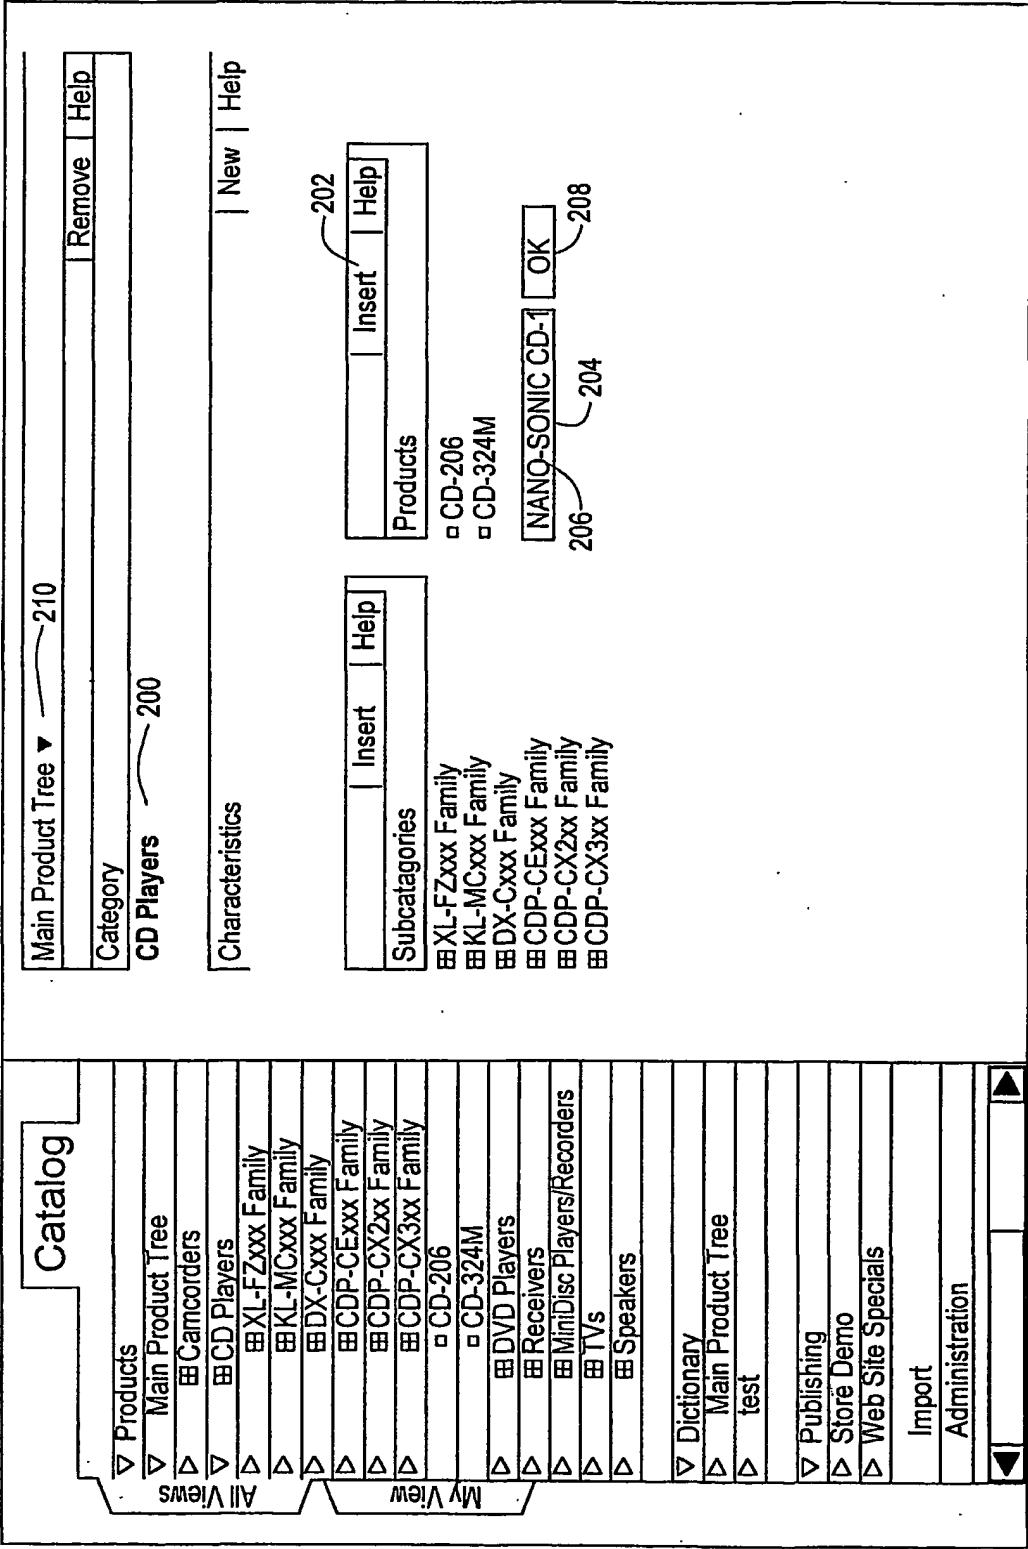 Catalog
All Views
My View
Products
Main Product Tree
Camcorders
CD Players
XL-FZxxx Family
KL-MCxxx Family
DX-Cxxx Family
CDP-CExxx Family
CDP-CX2xx Family
CDP-CX3xx Family
CD-206
CD-324M
DVD Players
Receivers
MiniDisc Players/Recorders
TVs
Speakers
Dictionary
Main Product Tree
test
Publishing
Store Demo
Web Site Specials
Import
Administration
Main Product Tree ▼ 210
Remove | Help
Category
CD Players 200
Characteristics | New | Help
| Insert | Help
Subcatagories
XL-FZxxx Family
KL-MCxxx Family
DX-Cxxx Family
CDP-CExxx Family
CDP-CX2xx Family
CDP-CX3xx Family
202
| Insert | Help
Products
CD-206
CD-324M
NANO-SONIC CD-1 OK
206 204 208